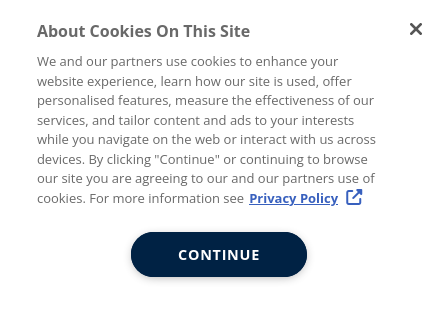 About Cookies On This Site
We and our partners use cookies to enhance your
website experience, learn how our site is used, offer
personalised features, measure the effectiveness of our
services, and tailor content and ads to your interests
while you navigate on the web or interact with us across
devices. By clicking "Continue" or continuing to browse
our site you are agreeing to our and our partners use of
cookies. For more information see Privacy Policy
CONTINUE